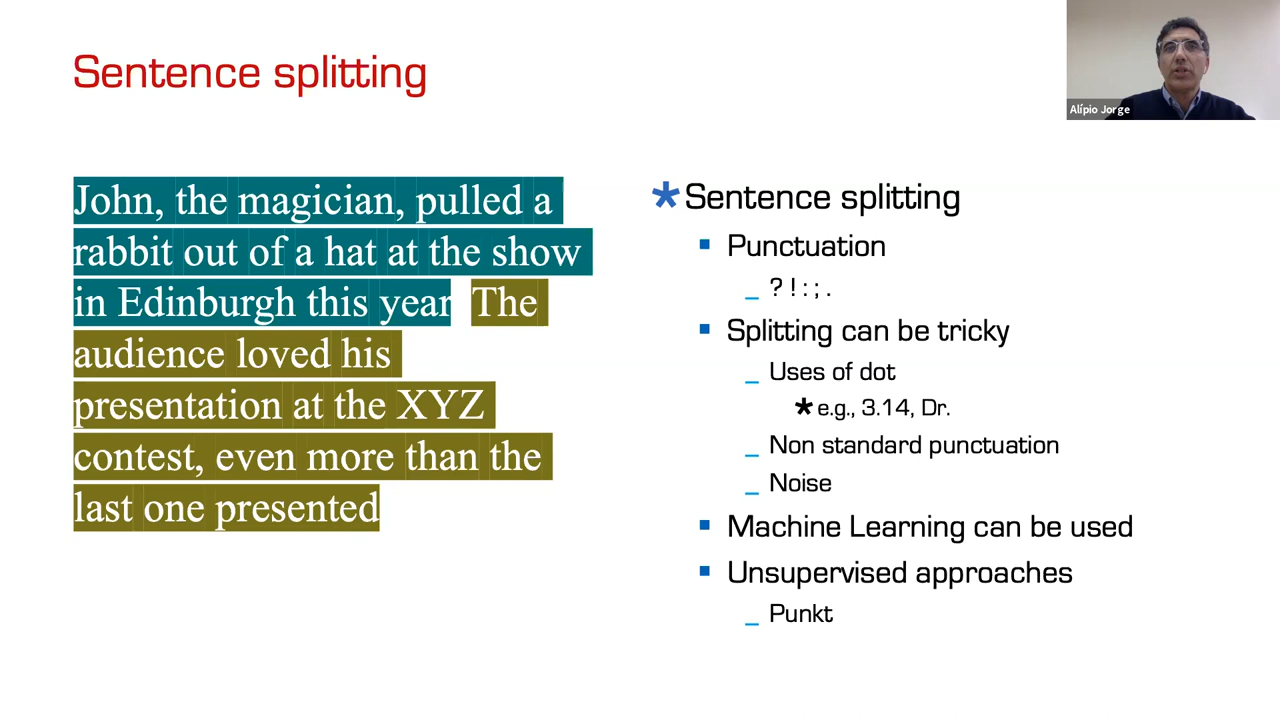 Sentence splitting
Alípio Jorge
John, the magician, pulled a
rabbit out of a hat at the show
in Edinburgh this year The
audience loved his
presentation at the XYZ
contest, even more than the
last one presented
* Sentence splitting
▪ Punctuation
_ ? ! : ; .
▪ Splitting can be tricky
_ Uses of dot
* e.g., 3.14, Dr.
_ Non standard punctuation
_ Noise
▪ Machine Learning can be used
▪ Unsupervised approaches
_ Punkt